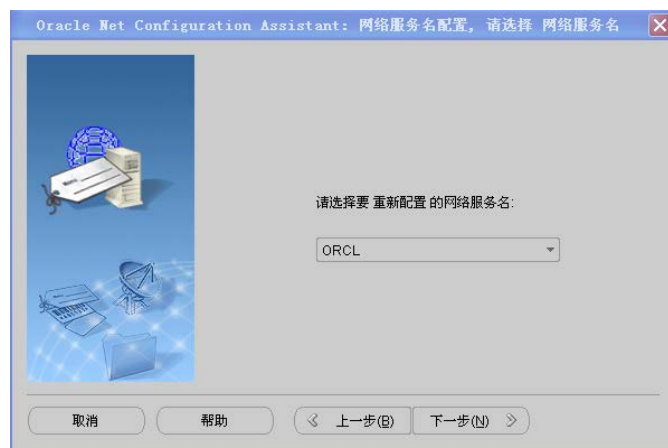 Oracle Net Configuration Assistant: 网络服务名配置, 请选择 网络服务名
请选择要 重新配置 的网络服务名:
ORCL
取消
帮助
上一步(B)
下一步(N)